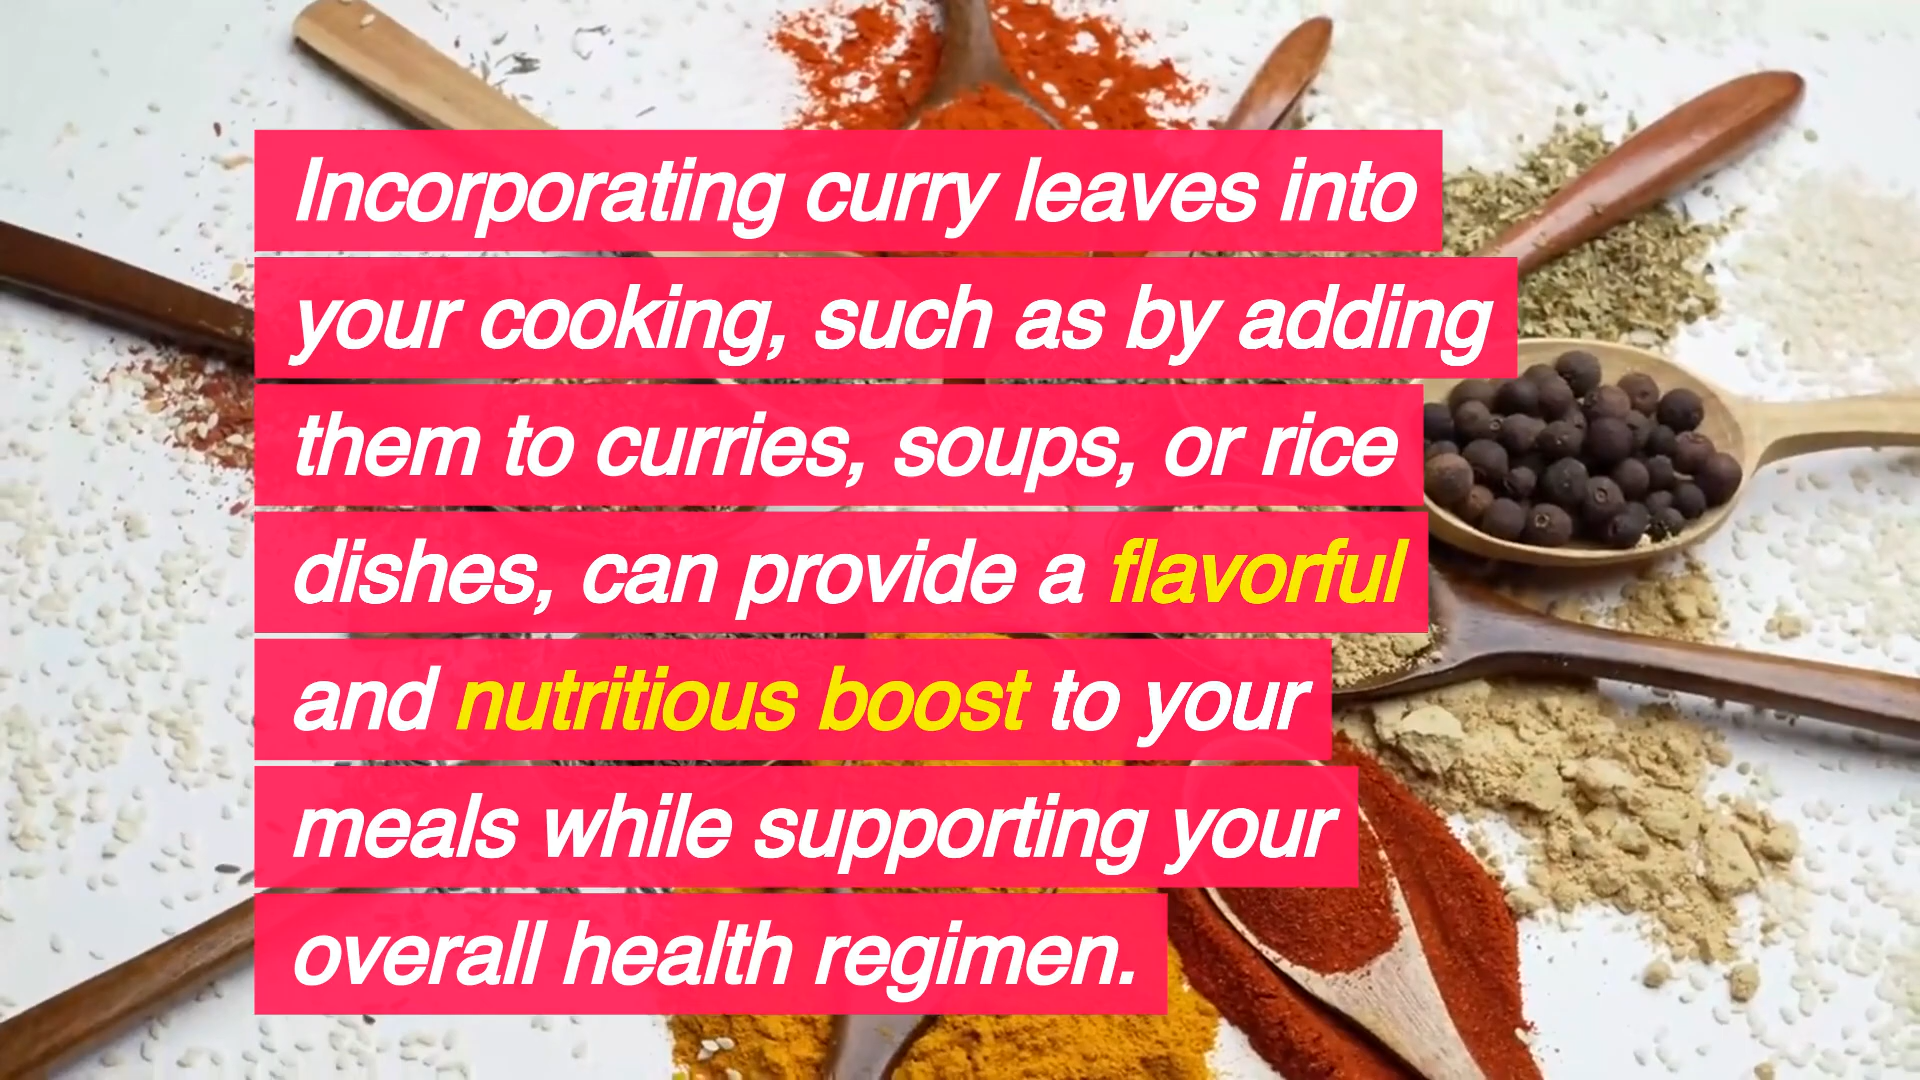 Incorporating curry leaves into
your cooking, such as by adding
them to curries, soups, or rice
dishes, can provide a flavorful
and nutritious boost to your
meals while supporting your
overall health regimen.